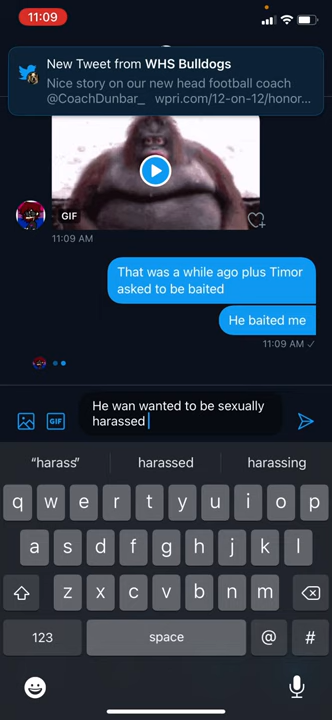 11:09
New Tweet from WHS Bulldogs
Nice story on our new head football coach
@CoachDunbar_ wpri.com/12-on-12/honor...
GIF
11:09 AM
That was a while ago plus Timor
asked to be baited
He baited me
11:09 AM ✓
GIF
He wan wanted to be sexually
harassed
“harass” harassed harassing
q w e r t y u i o p
a s d f g h j k l
z x c v b n m
123 space @ #